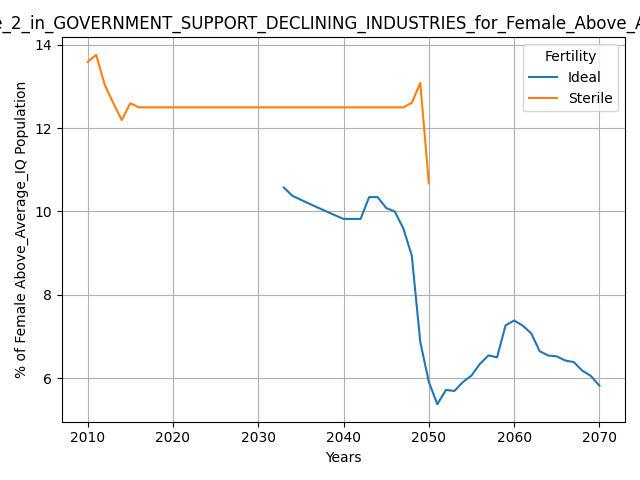 e_2_in_GOVERNMENT_SUPPORT_DECLINING_INDUSTRIES_for_Female_Above_A
% of Female Above_Average_IQ Population
14
12
10
8
6
Fertility
Ideal
Sterile
2010 2020 2030 2040 2050 2060 2070
Years